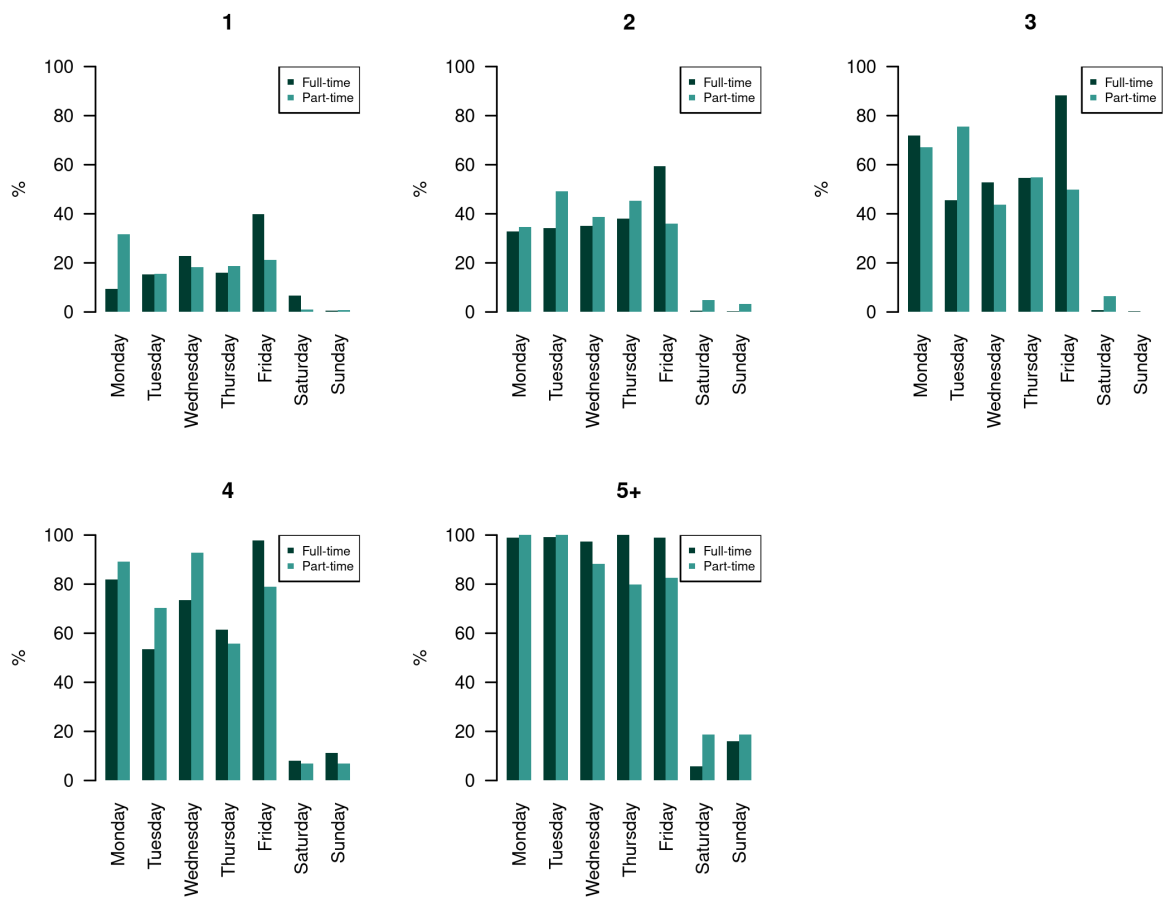 1
100
80
60
40
20
0
%
Full-time
Part-time
Monday
Tuesday
Wednesday
Thursday
Friday
Saturday
Sunday
2
100
80
60
40
20
0
%
Full-time
Part-time
Monday
Tuesday
Wednesday
Thursday
Friday
Saturday
Sunday
3
100
80
60
40
20
0
%
Full-time
Part-time
Monday
Tuesday
Wednesday
Thursday
Friday
Saturday
Sunday
4
100
80
60
40
20
0
%
Full-time
Part-time
Monday
Tuesday
Wednesday
Thursday
Friday
Saturday
Sunday
5+
100
80
60
40
20
0
%
Full-time
Part-time
Monday
Tuesday
Wednesday
Thursday
Friday
Saturday
Sunday